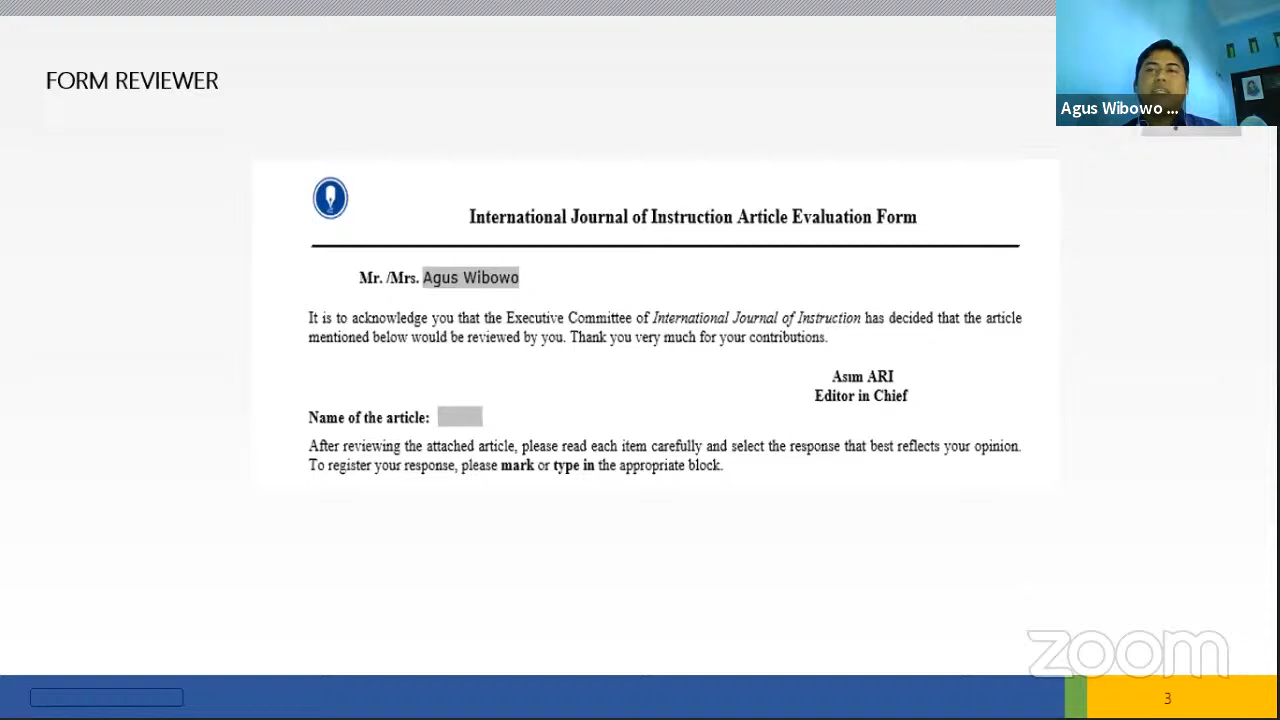 FORM REVIEWER
Agus Wibowo ...
International Journal of Instruction Article Evaluation Form
Mr. /Mrs. Agus Wibowo
It is to acknowledge you that the Executive Committee of International Journal of Instruction has decided that the article
mentioned below would be reviewed by you. Thank you very much for your contributions.
Asım ARI
Editor in Chief
Name of the article:
After reviewing the attached article, please read each item carefully and select the response that best reflects your opinion.
To register your response, please mark or type in the appropriate block.
zoom
3